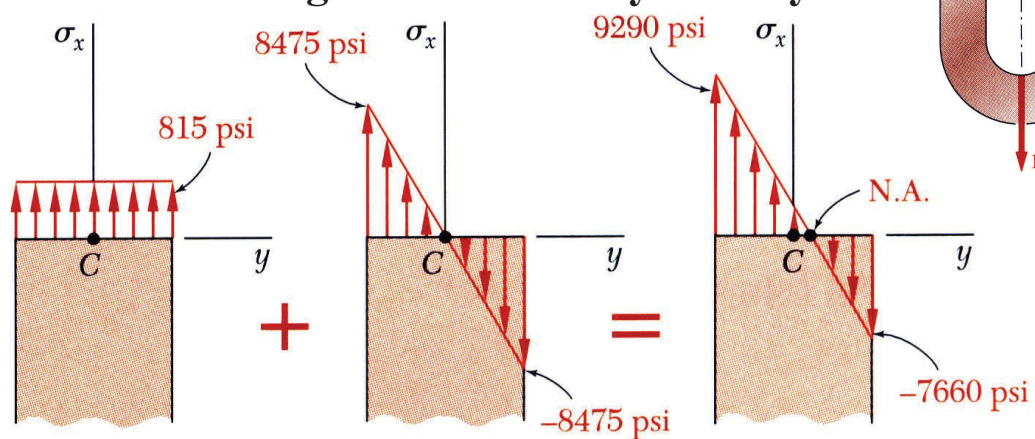 σx
815 psi
C
y
+
8475 psi
σx
C
y
–8475 psi
=
9290 psi
σx
N.A.
C
y
–7660 psi